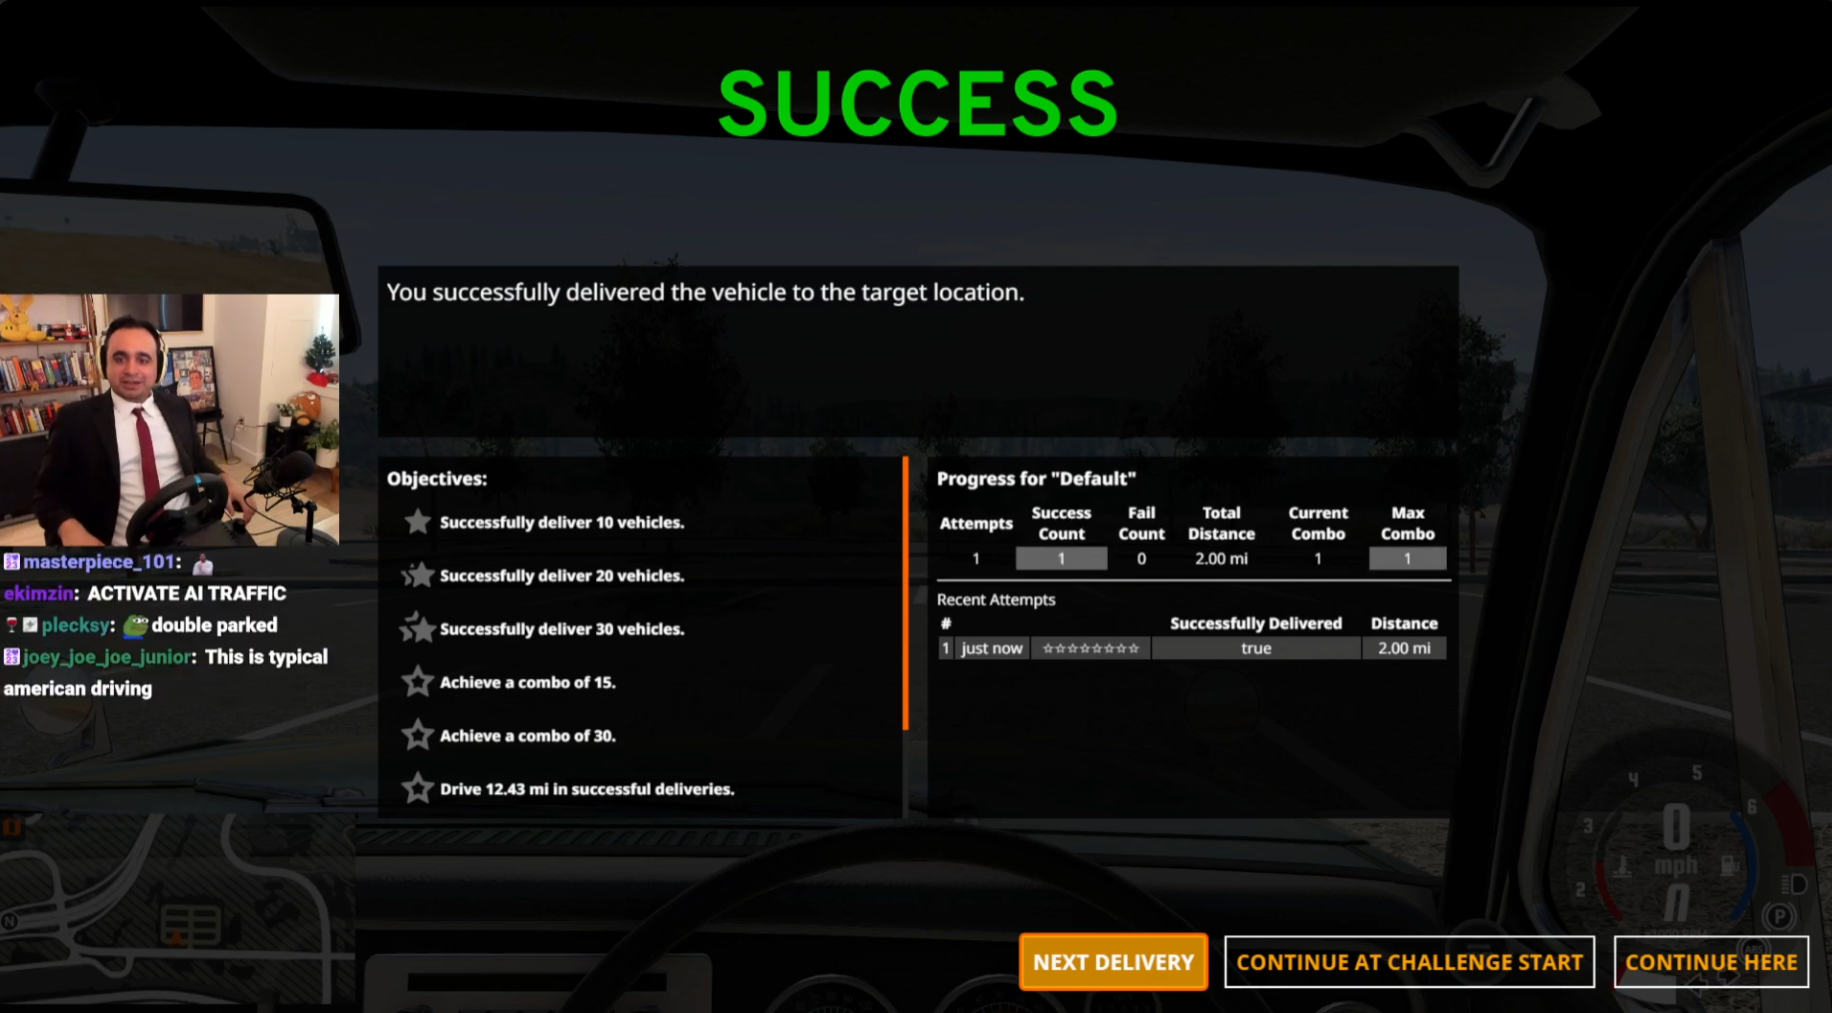 SUCCESS
You successfully delivered the vehicle to the target location.
masterpiece_101:
ekimzin: ACTIVATE AI TRAFFIC
plecksy: double parked
joey_joe_joe_junior: This is typical
american driving
Objectives:
Successfully deliver 10 vehicles.
Successfully deliver 20 vehicles.
Successfully deliver 30 vehicles.
Achieve a combo of 15.
Achieve a combo of 30.
Drive 12.43 mi in successful deliveries.
Progress for "Default"
Attempts Success Count Fail Count Total Distance Current Combo Max Combo
1 1 0 2.00 mi 1 1
Recent Attempts
# Successfully Delivered Distance
1 just now ☆☆☆☆☆☆☆☆ true 2.00 mi
N
2 3 4 5 6
0
mph
n
P
NEXT DELIVERY CONTINUE AT CHALLENGE START CONTINUE HERE